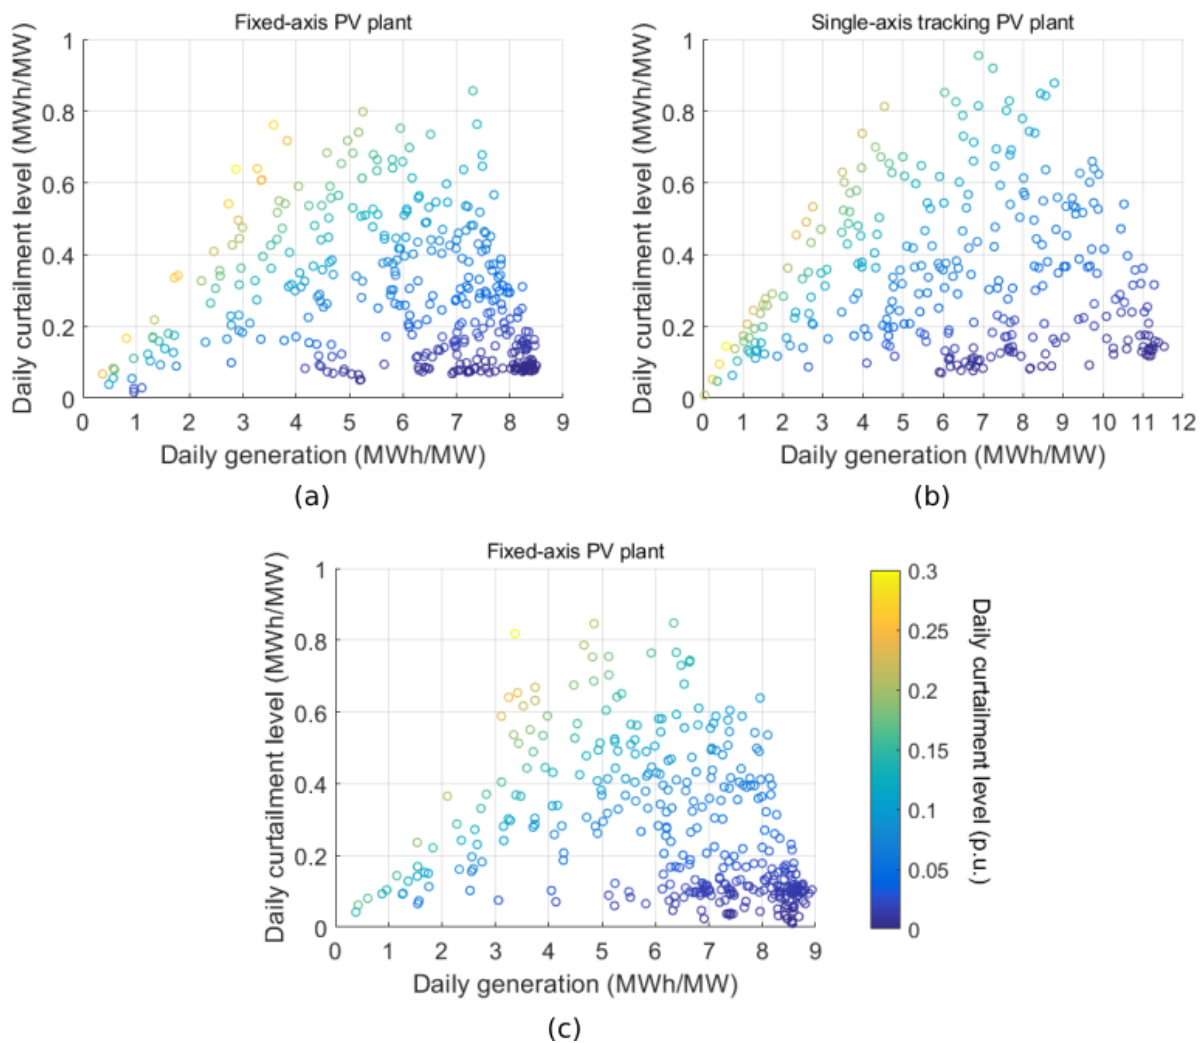 Fixed-axis PV plant
Daily curtailment level (MWh/MW)
1
0.8
0.6
0.4
0.2
0
0 1 2 3 4 5 6 7 8 9
Daily generation (MWh/MW)
(a)
Single-axis tracking PV plant
Daily curtailment level (MWh/MW)
1
0.8
0.6
0.4
0.2
0
0 1 2 3 4 5 6 7 8 9 10 11 12
Daily generation (MWh/MW)
(b)
Fixed-axis PV plant
Daily curtailment level (MWh/MW)
1
0.8
0.6
0.4
0.2
0
0 1 2 3 4 5 6 7 8 9
Daily generation (MWh/MW)
(c)
0.3
0.25
0.2
0.15
0.1
0.05
0
Daily curtailment level (p.u.)